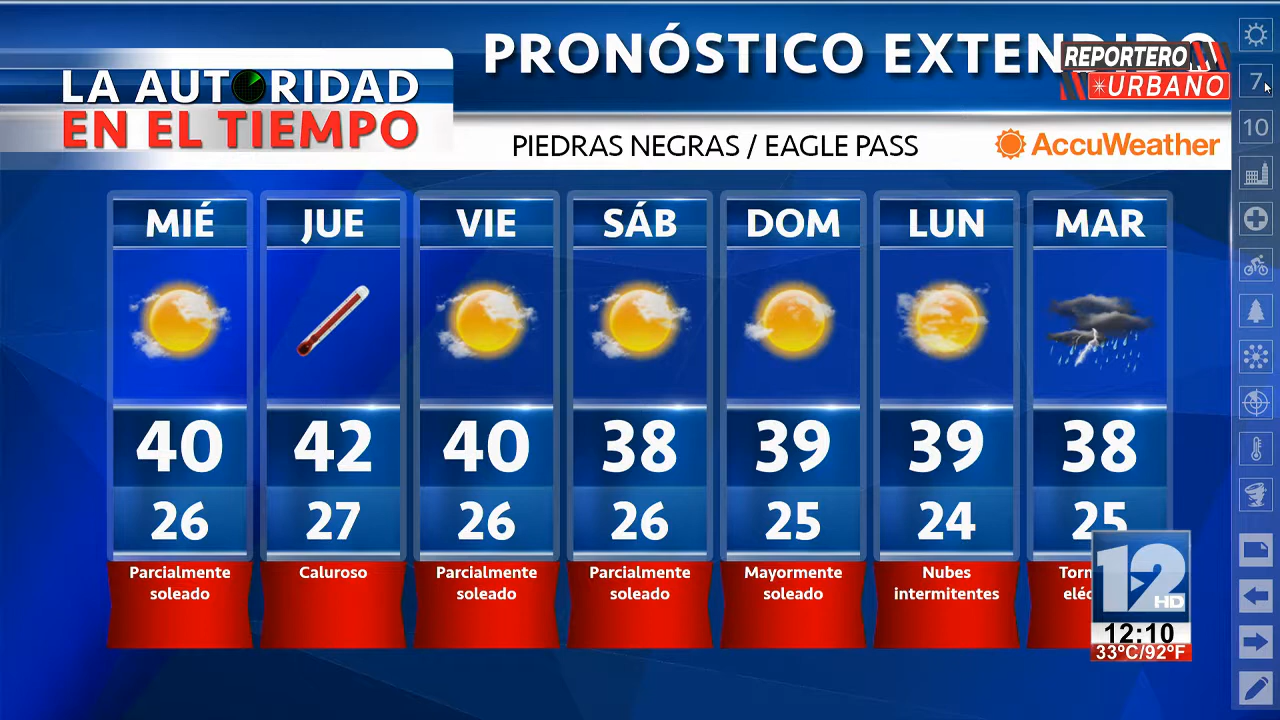 PRONÓSTICO EXTENDIDO
REPORTERO
URBANO
LA AUTORIDAD
EN EL TIEMPO
PIEDRAS NEGRAS / EAGLE PASS
AccuWeather
7
10
MIÉ JUE VIE SÁB DOM LUN MAR
40 42 40 38 39 39 38
26 27 26 26 25 24 25
Parcialmente Caluroso Parcialmente Parcialmente Mayormente Nubes
soleado soleado soleado soleado intermitentes
12
HD
12:10
33°C/92°F